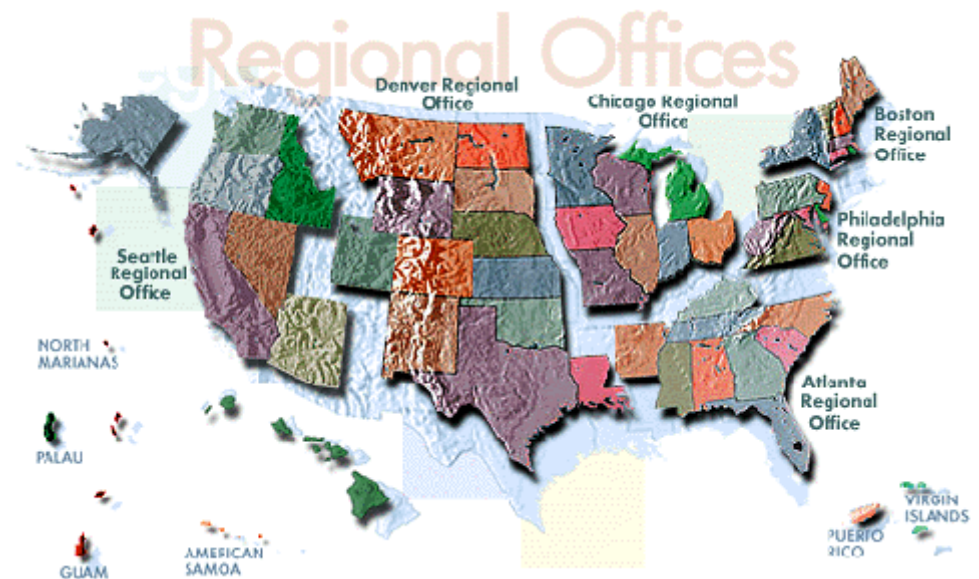 Regional Offices
Denver Regional
Office
Chicago Regional
Office
Boston
Regional
Office
Philadelphia
Regional
Office
Seattle
Regional
Office
NORTH
MARIANAS
Atlanta
Regional
Office
PALAU
VIRGIN
ISLANDS
PUERTO
RICO
AMERICAN
SAMOA
GUAM